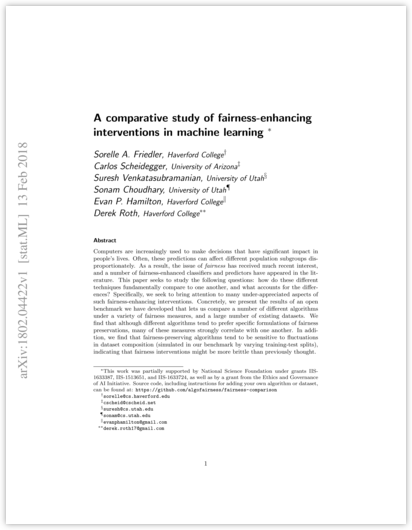 A comparative study of fairness-enhancing
interventions in machine learning *
Sorelle A. Friedler, Haverford College†
Carlos Scheidegger, University of Arizona‡
Suresh Venkatasubramanian, University of Utah§
Sonam Choudhary, University of Utah¶
Evan P. Hamilton, Haverford College‖
Derek Roth, Haverford College**
Abstract
Computers are increasingly used to make decisions that have significant impact in
people's lives. Often, these predictions can affect different population subgroups dis-
proportionately. As a result, the issue of fairness has received much recent interest,
and a number of fairness-enhanced classifiers and predictors have appeared in the lit-
erature. This paper seeks to study the following questions: how do these different
techniques fundamentally compare to one another, and what accounts for the differ-
ences? Specifically, we seek to bring attention to many under-appreciated aspects of
such fairness-enhancing interventions. Concretely, we present the results of an open
benchmark we have developed that lets us compare a number of different algorithms
under a variety of fairness measures, and a large number of existing datasets. We
find that although different algorithms tend to prefer specific formulations of fairness
preservations, many of these measures strongly correlate with one another. In addi-
tion, we find that fairness-preserving algorithms tend to be sensitive to fluctuations
in dataset composition (simulated in our benchmark by varying training-test splits),
indicating that fairness interventions might be more brittle than previously thought.
*This work was partially supported by National Science Foundation under grants IIS-
1633387, IIS-1513651, and IIS-1633724, as well as by a grant from the Ethics and Governance
of AI Initiative. Source code, including instructions for adding your own algorithm or dataset,
can be found at: https://github.com/algofairness/fairness-comparison
†sorelle@cs.haverford.edu
‡cscheid@cscheid.net
§suresh@cs.utah.edu
¶sonam@cs.utah.edu
‖evanphamilton@gmail.com
**derek.roth17@gmail.com
1
arXiv:1802.04422v1 [stat.ML] 13 Feb 2018